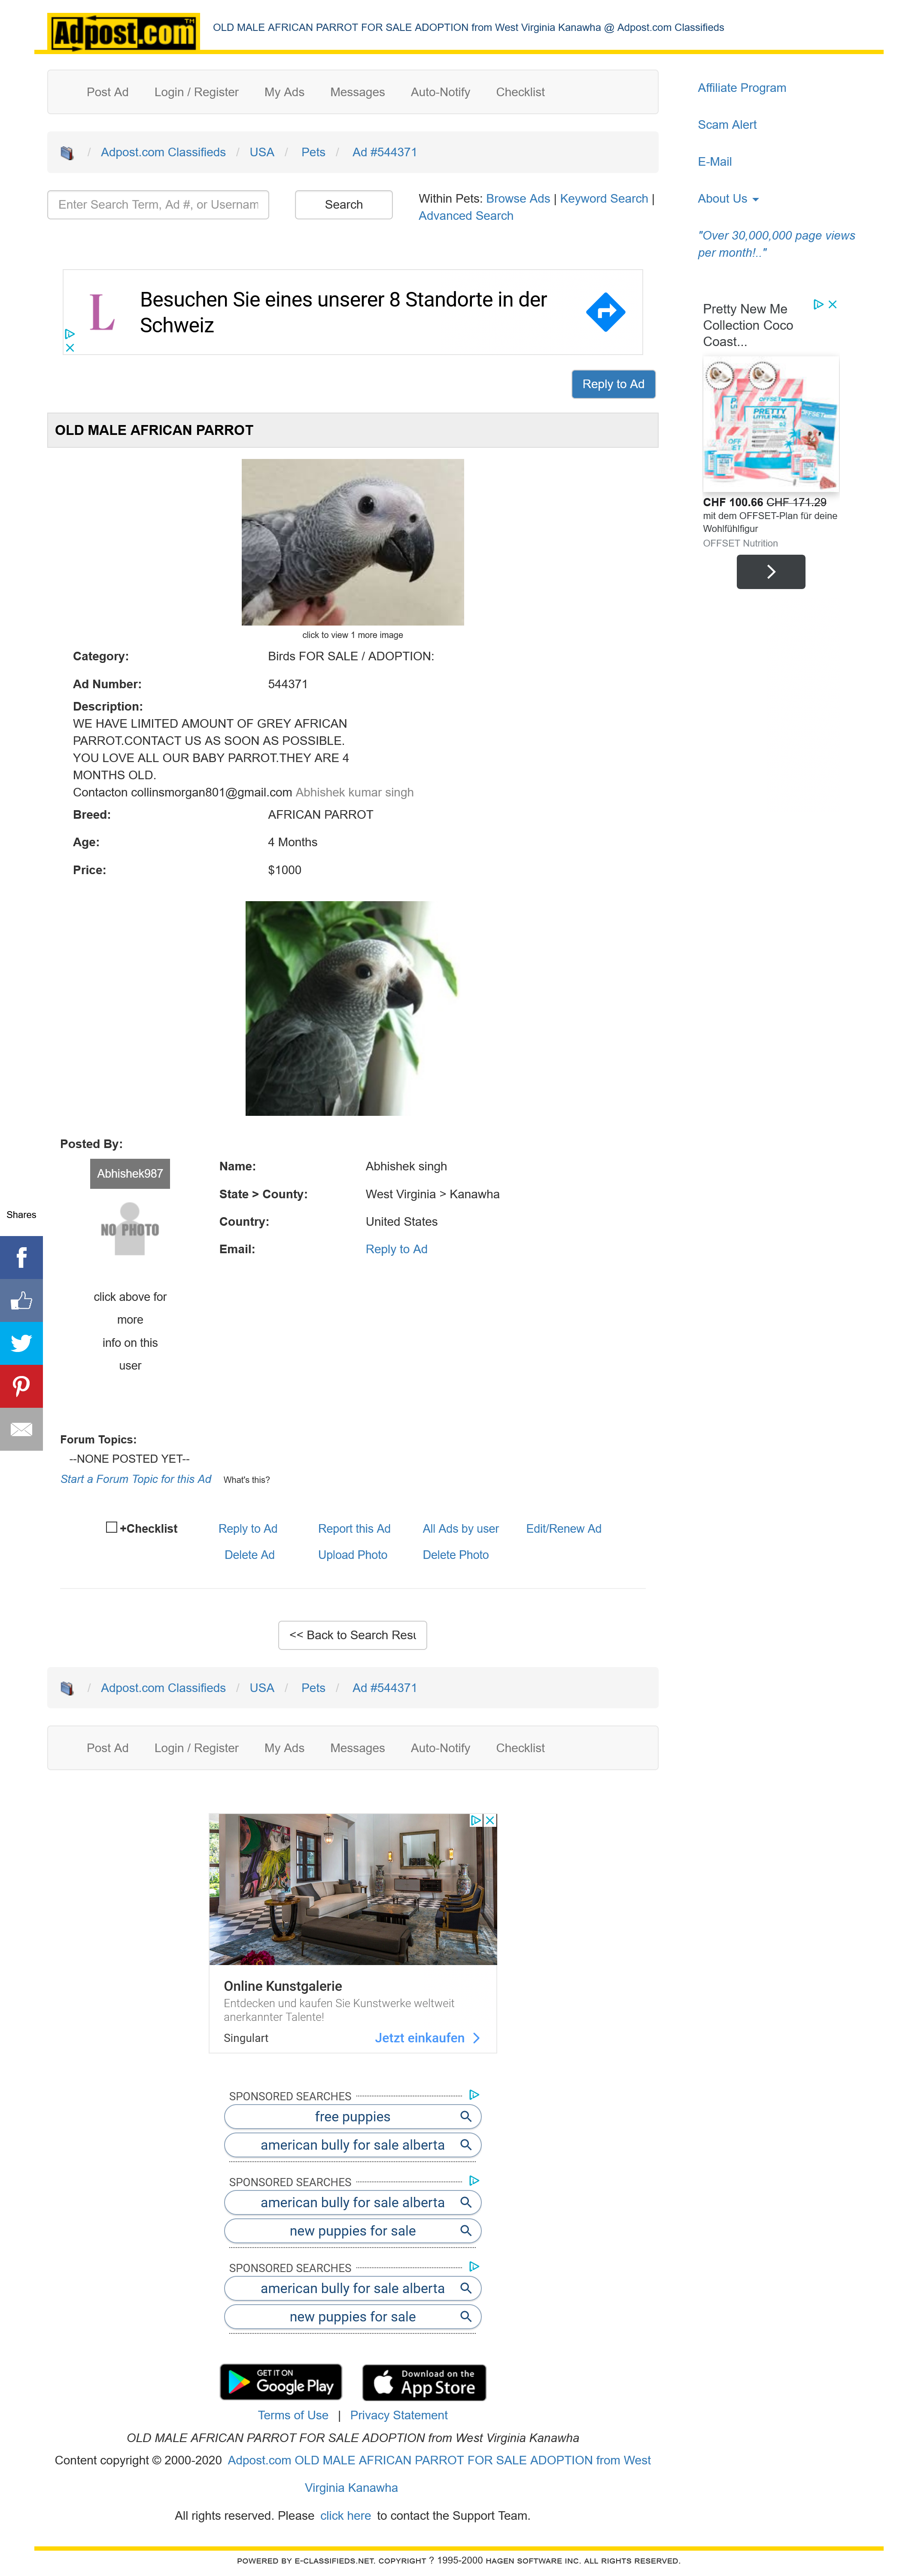 Adpost.com TM
OLD MALE AFRICAN PARROT FOR SALE ADOPTION from West Virginia Kanawha @ Adpost.com Classifieds
Post Ad Login / Register My Ads Messages Auto-Notify Checklist
/ Adpost.com Classifieds / USA / Pets / Ad #544371
Enter Search Term, Ad #, or Usernam
Search
Within Pets: Browse Ads | Keyword Search |
Advanced Search
Affiliate Program
Scam Alert
E-Mail
About Us
"Over 30,000,000 page views
per month!.."
L
Besuchen Sie eines unserer 8 Standorte in der
Schweiz
Reply to Ad
Pretty New Me
Collection Coco
Coast...
PRETTY
LITTLE MEAL
CHF 100.66 CHF 171.29
mit dem OFFSET-Plan für deine
Wohlfühlfigur
OFFSET Nutrition
OLD MALE AFRICAN PARROT
click to view 1 more image
Category: Birds FOR SALE / ADOPTION:
Ad Number: 544371
Description:
WE HAVE LIMITED AMOUNT OF GREY AFRICAN
PARROT.CONTACT US AS SOON AS POSSIBLE.
YOU LOVE ALL OUR BABY PARROT.THEY ARE 4
MONTHS OLD.
Contacton collinsmorgan801@gmail.com Abhishek kumar singh
Breed: AFRICAN PARROT
Age: 4 Months
Price: $1000
Posted By:
Abhishek987
NO PHOTO
click above for
more
info on this
user
Name: Abhishek singh
State > County: West Virginia > Kanawha
Country: United States
Email: Reply to Ad
Shares
Forum Topics:
--NONE POSTED YET--
Start a Forum Topic for this Ad What's this?
+Checklist Reply to Ad Report this Ad All Ads by user Edit/Renew Ad
Delete Ad Upload Photo Delete Photo
<< Back to Search Resu
/ Adpost.com Classifieds / USA / Pets / Ad #544371
Post Ad Login / Register My Ads Messages Auto-Notify Checklist
Online Kunstgalerie
Entdecken und kaufen Sie Kunstwerke weltweit
anerkannter Talente!
Singulart Jetzt einkaufen
SPONSORED SEARCHES
free puppies
american bully for sale alberta
SPONSORED SEARCHES
american bully for sale alberta
new puppies for sale
SPONSORED SEARCHES
american bully for sale alberta
new puppies for sale
GET IT ON
Google Play
Download on the
App Store
Terms of Use | Privacy Statement
OLD MALE AFRICAN PARROT FOR SALE ADOPTION from West Virginia Kanawha
Content copyright © 2000-2020 Adpost.com OLD MALE AFRICAN PARROT FOR SALE ADOPTION from West
Virginia Kanawha
All rights reserved. Please click here to contact the Support Team.
POWERED BY E-CLASSIFIEDS.NET. COPYRIGHT ? 1995-2000 HAGEN SOFTWARE INC. ALL RIGHTS RESERVED.